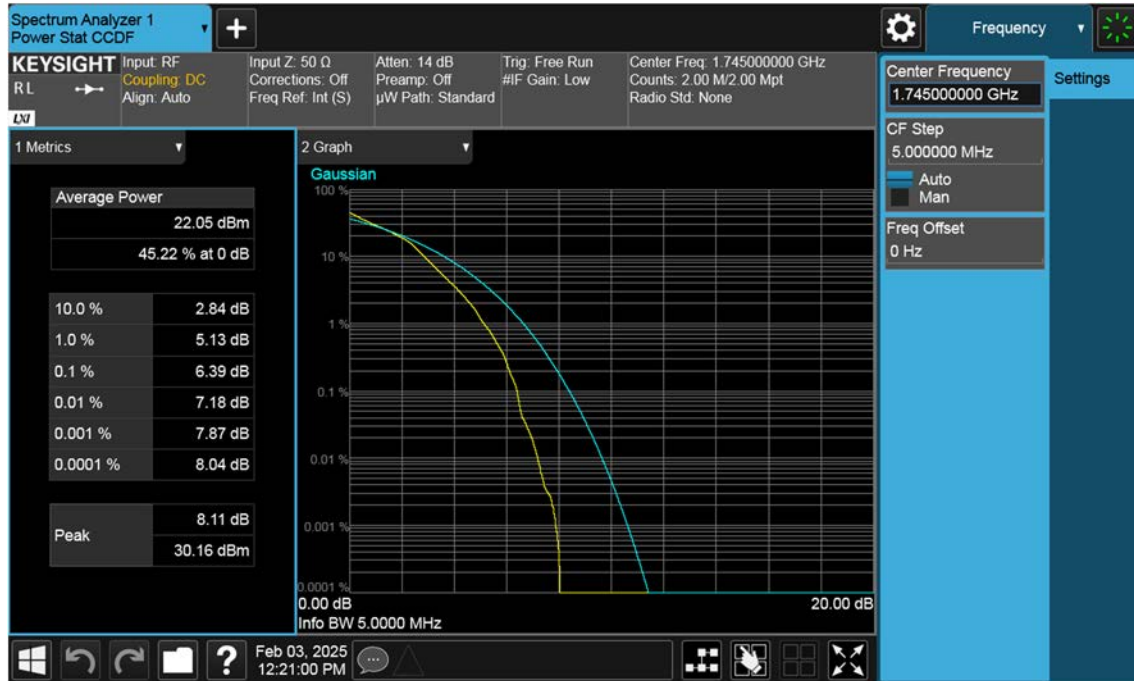 Spectrum Analyzer 1
Power Stat CCDF
Frequency
KEYSIGHT
R L
LXI
Input: RF
Coupling: DC
Align: Auto
Input Z: 50 Ω
Corrections: Off
Freq Ref: Int (S)
Atten: 14 dB
Preamp: Off
µW Path: Standard
Trig: Free Run
#IF Gain: Low
Center Freq: 1.745000000 GHz
Counts: 2.00 M/2.00 Mpt
Radio Std: None
Center Frequency
1.745000000 GHz
Settings
CF Step
5.000000 MHz
Auto
Man
Freq Offset
0 Hz
1 Metrics
Average Power
22.05 dBm
45.22 % at 0 dB
10.0 % 2.84 dB
1.0 % 5.13 dB
0.1 % 6.39 dB
0.01 % 7.18 dB
0.001 % 7.87 dB
0.0001 % 8.04 dB
Peak
8.11 dB
30.16 dBm
2 Graph
Gaussian
100 %
10 %
1 %
0.1 %
0.01 %
0.001 %
0.0001 %
0.00 dB 20.00 dB
Info BW 5.0000 MHz
?
Feb 03, 2025
12:21:00 PM